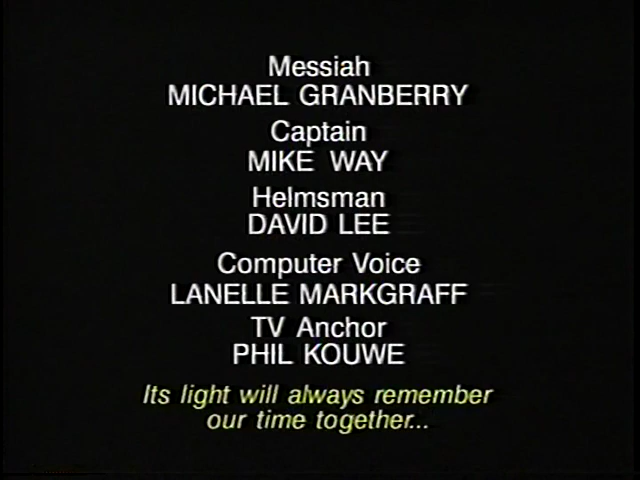 Messiah
MICHAEL GRANBERRY
Captain
MIKE WAY
Helmsman
DAVID LEE
Computer Voice
LANELLE MARKGRAFF
TV Anchor
PHIL KOUWE
Its light will always remember
our time together...